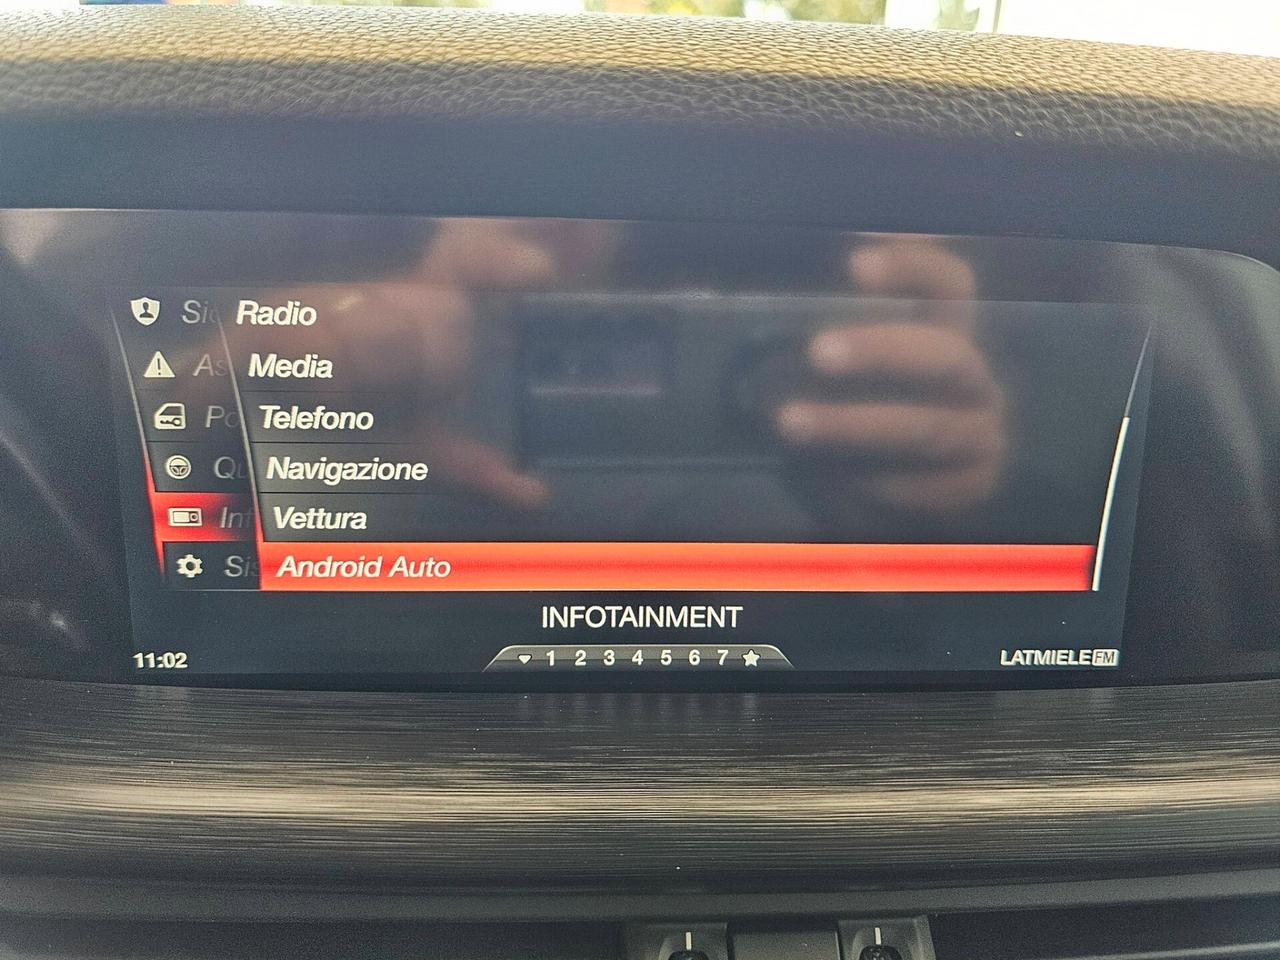 Radio
Media
Telefono
Navigazione
Vettura
Android Auto
INFOTAINMENT
11:02
1 2 3 4 5 6 7
LATMIELE FM